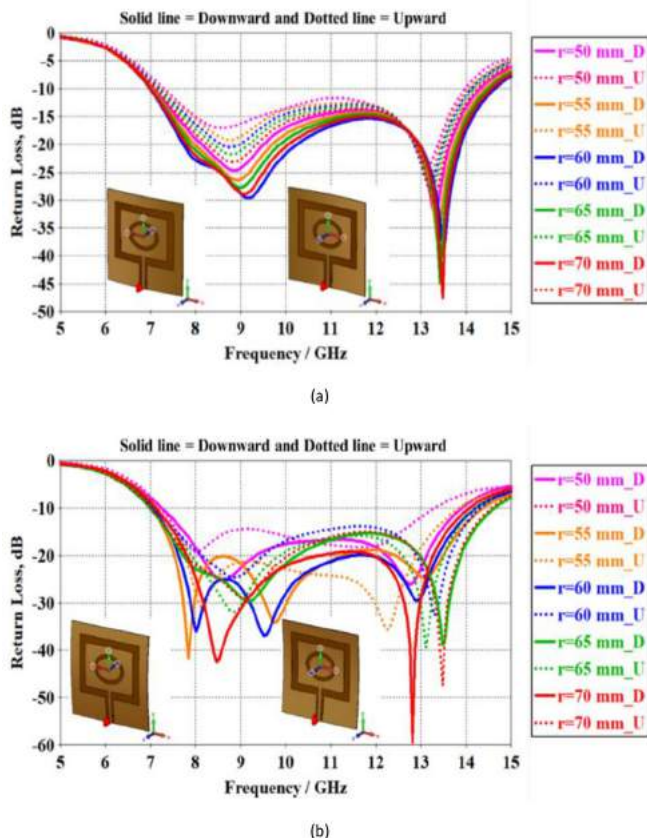 Solid line = Downward and Dotted line = Upward
0
-5
-10
-15
-20
-25
-30
-35
-40
-45
-50
Return Loss, dB
5 6 7 8 9 10 11 12 13 14 15
Frequency / GHz
r=50 mm_D
r=50 mm_U
r=55 mm_D
r=55 mm_U
r=60 mm_D
r=60 mm_U
r=65 mm_D
r=65 mm_U
r=70 mm_D
r=70 mm_U
(a)
Solid line = Downward and Dotted line = Upward
0
-10
-20
-30
-40
-50
-60
Return Loss, dB
5 6 7 8 9 10 11 12 13 14 15
Frequency / GHz
r=50 mm_D
r=50 mm_U
r=55 mm_D
r=55 mm_U
r=60 mm_D
r=60 mm_U
r=65 mm_D
r=65 mm_U
r=70 mm_D
r=70 mm_U
(b)